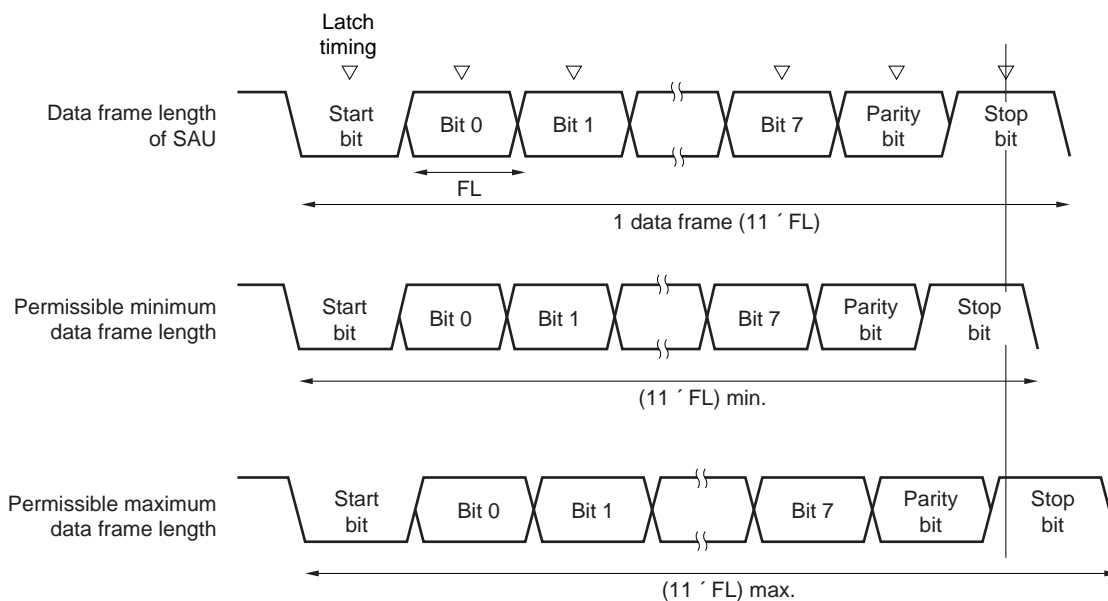 Latch
timing
Data frame length
of SAU
Start
bit
Bit 0
Bit 1
Bit 7
Parity
bit
Stop
bit
FL
1 data frame (11 ´ FL)
Permissible minimum
data frame length
Start
bit
Bit 0
Bit 1
Bit 7
Parity
bit
Stop
bit
(11 ´ FL) min.
Permissible maximum
data frame length
Start
bit
Bit 0
Bit 1
Bit 7
Parity
bit
Stop
bit
(11 ´ FL) max.